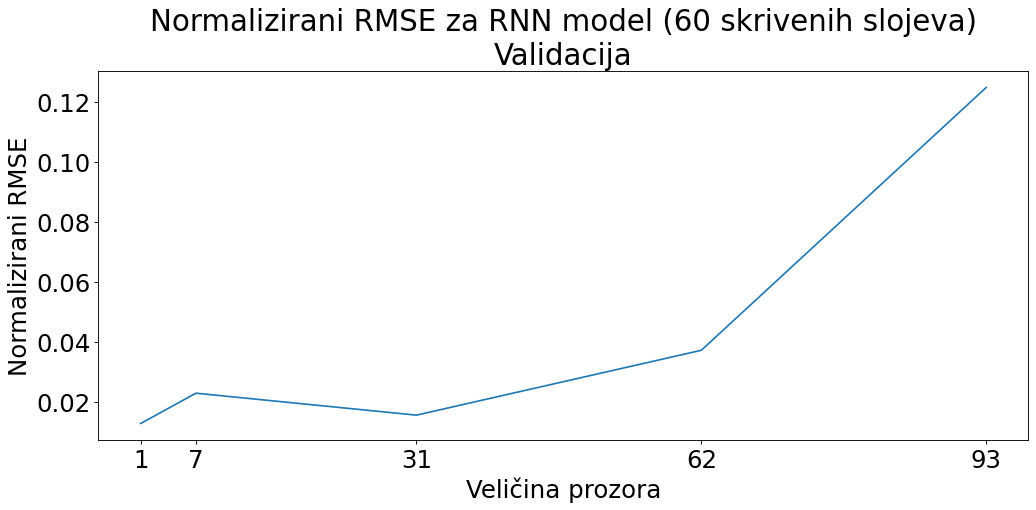 Normalizirani RMSE za RNN model (60 skrivenih slojeva)
Validacija
Normalizirani RMSE
0.12
0.10
0.08
0.06
0.04
0.02
1 7 31 62 93
Veličina prozora